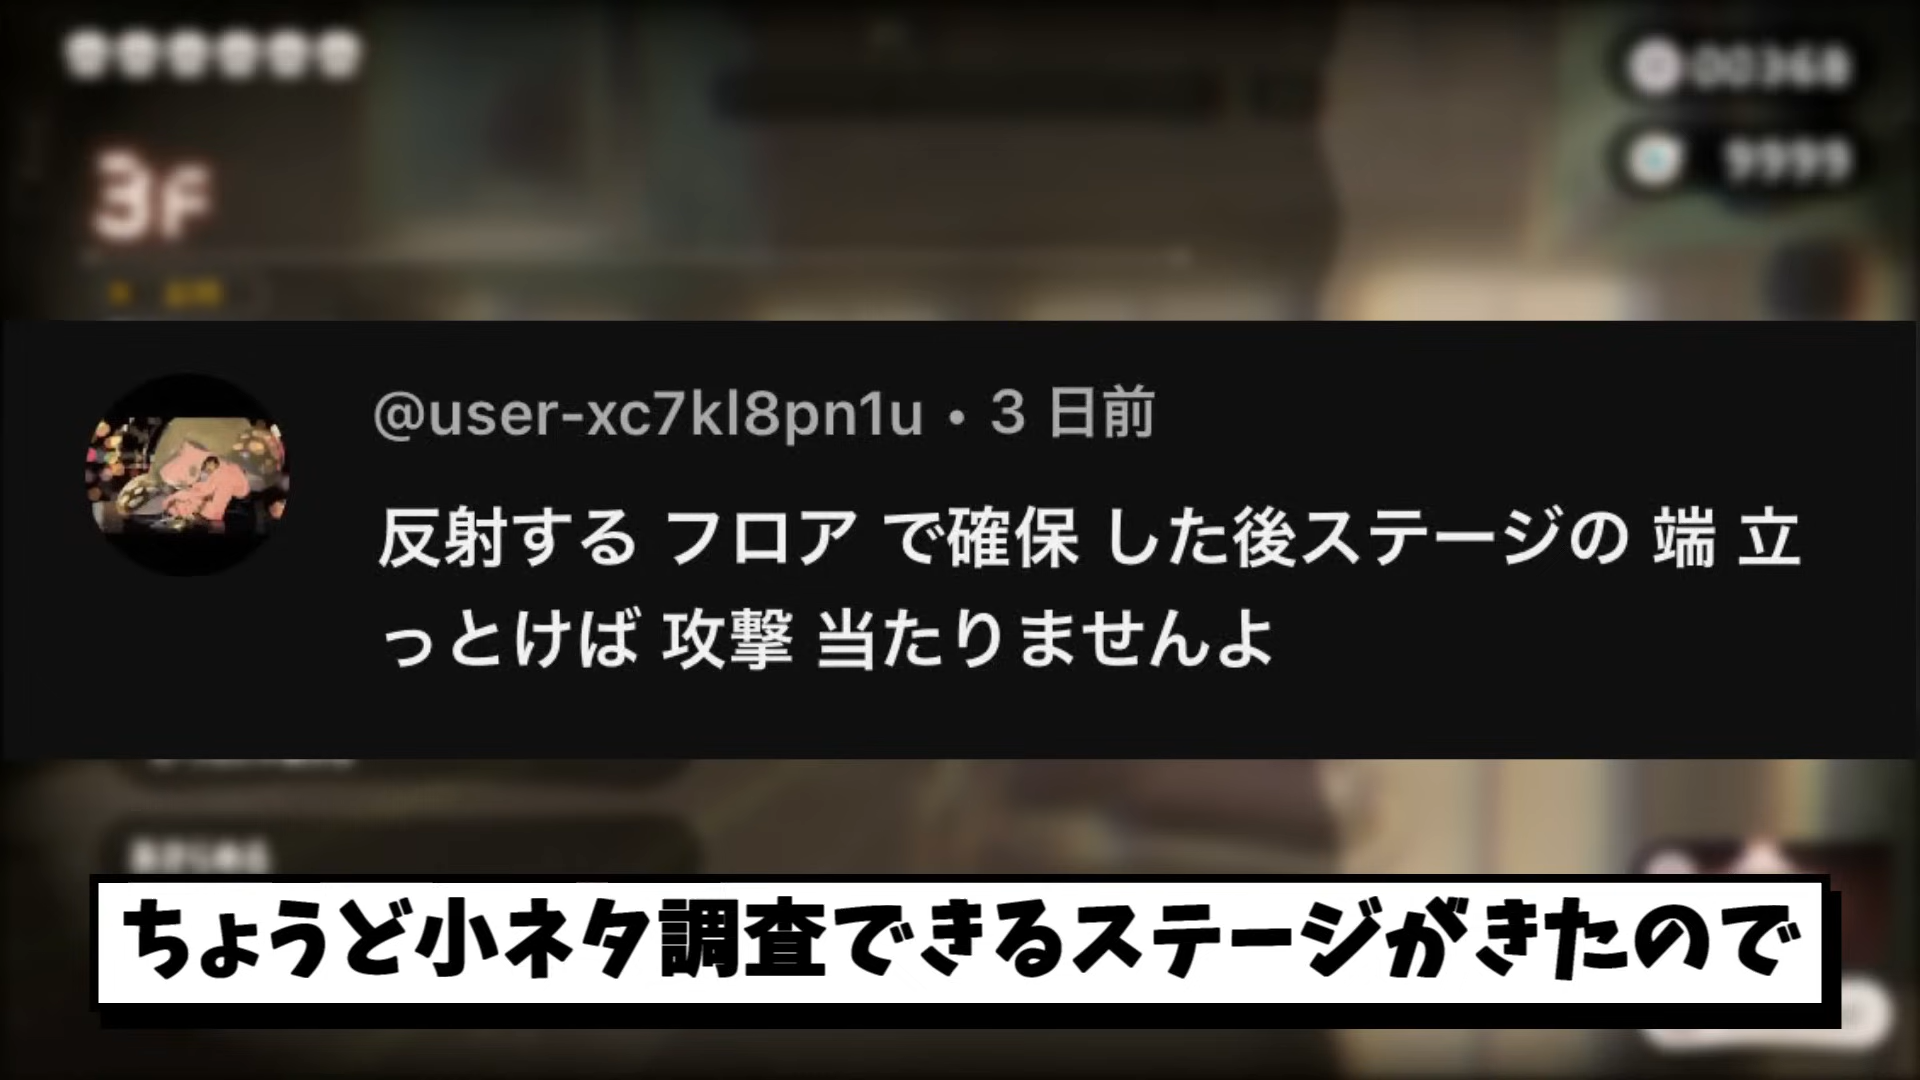 00368
3F
9999
@user-xc7kl8pn1u • 3 日前
反射する フロア で確保 した後ステージの 端 立
っとけば 攻撃 当たりませんよ
ちょうど小ネタ調査できるステージがきたので